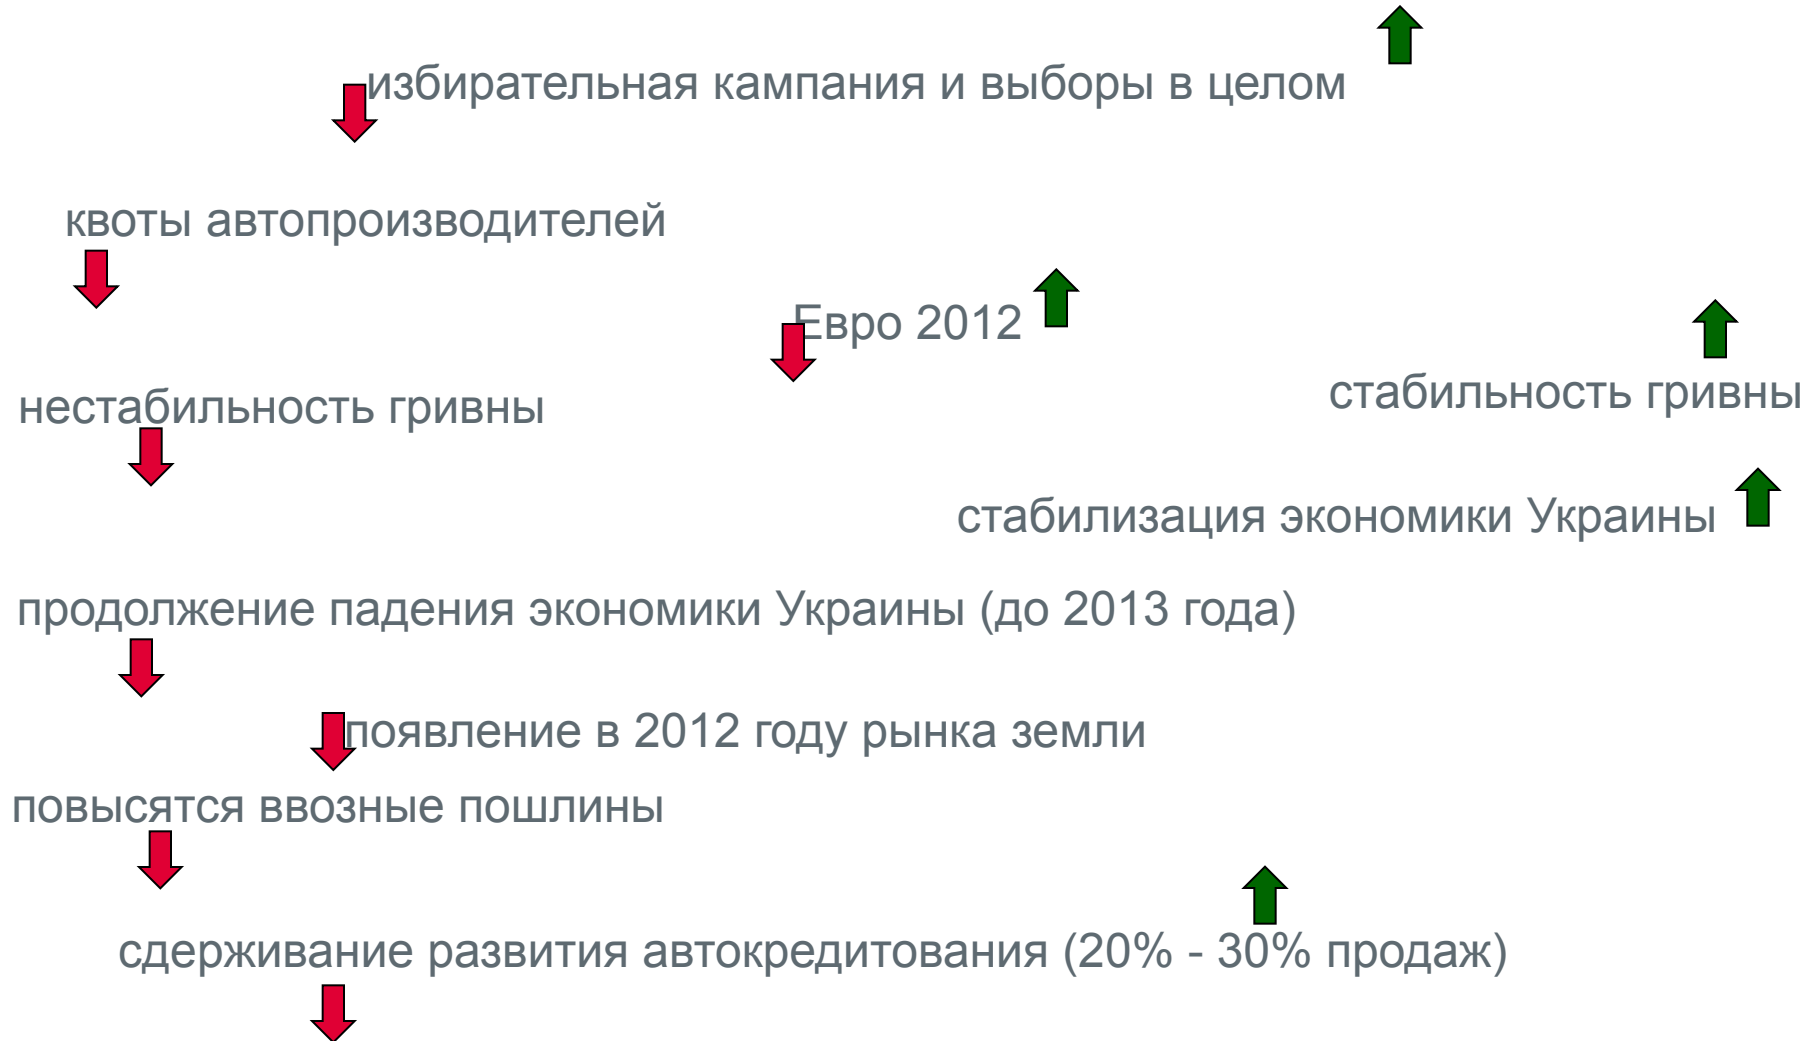 избирательная кампания и выборы в целом
квоты автопроизводителей
Евро 2012
нестабильность гривны
стабильность гривны
стабилизация экономики Украины
продолжение падения экономики Украины (до 2013 года)
появление в 2012 году рынка земли
повысятся ввозные пошлины
сдерживание развития автокредитования (20% - 30% продаж)